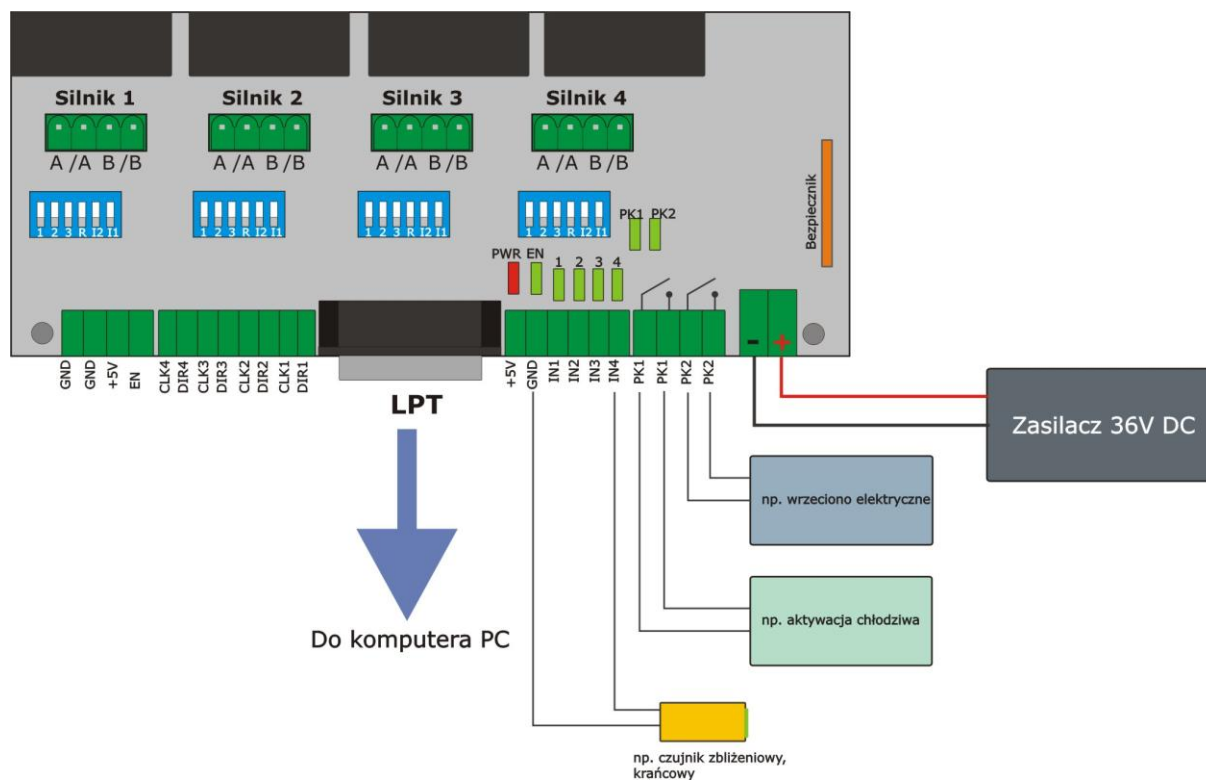 Silnik 1
Silnik 2
Silnik 3
Silnik 4
A /A B /B
A /A B /B
A /A B /B
A /A B /B
1 2 3 R I2 I1
1 2 3 R I2 I1
1 2 3 R I2 I1
1 2 3 R I2 I1
PK1 PK2
Bezpiecznik
PWR EN 1 2 3 4
- +
GND
GND
+5V
EN
CLK4
DIR4
CLK3
DIR3
CLK2
DIR2
CLK1
DIR1
LPT
+5V
GND
IN1
IN2
IN3
IN4
PK1
PK1
PK2
PK2
Zasilacz 36V DC
np. wrzeciono elektryczne
np. aktywacja chłodziwa
Do komputera PC
np. czujnik zbliżeniowy,
krańcowy